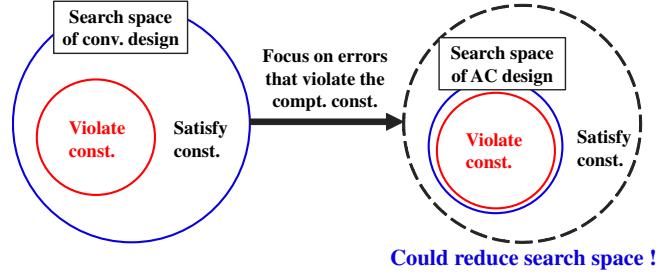 Search space
of conv. design
Violate
const.
Satisfy
const.
Focus on errors
that violate the
compt. const.
Search space
of AC design
Violate
const.
Satisfy
const.
Could reduce search space !